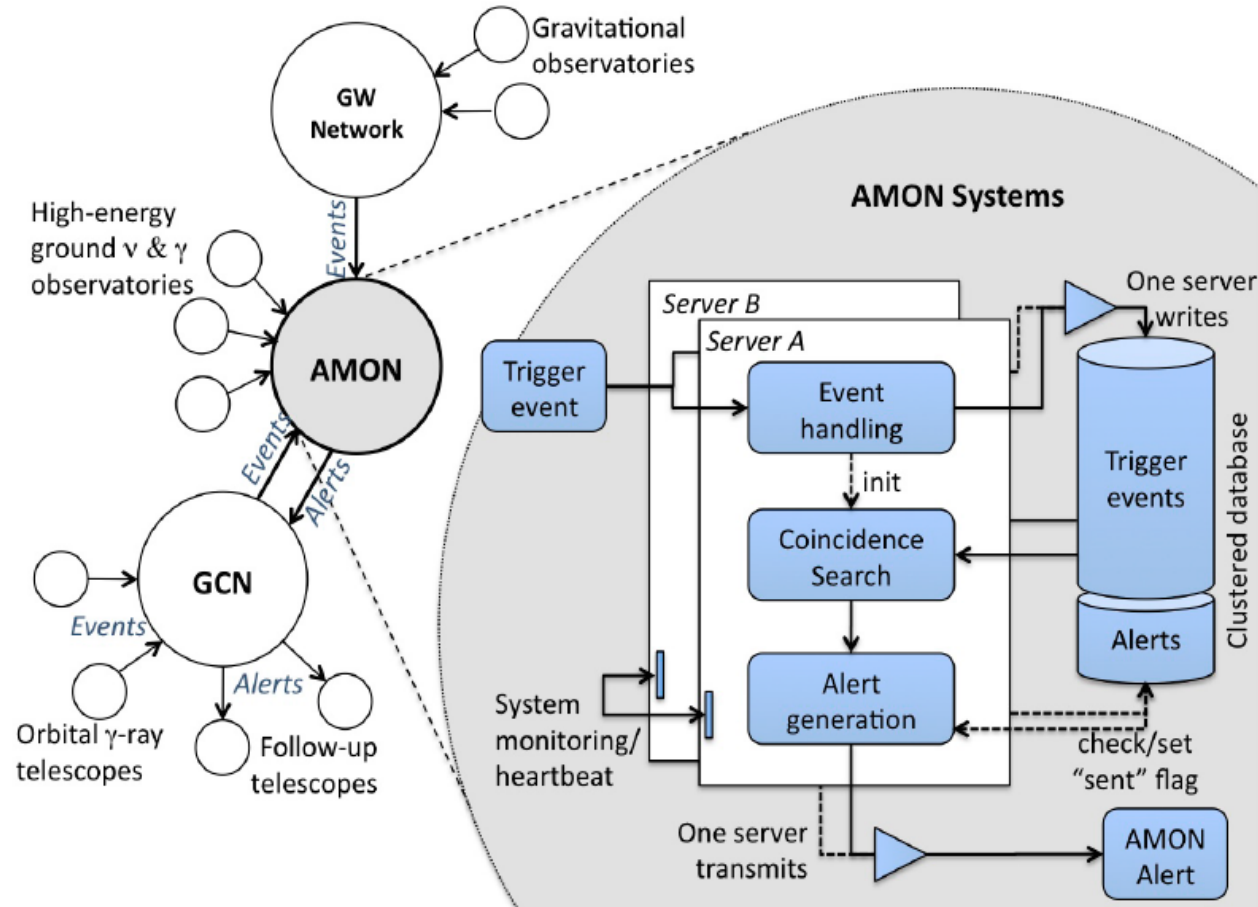 Gravitational
observatories
GW
Network
Events
High-energy
ground ν & γ
observatories
AMON
Events
Alerts
GCN
Events
Alerts
Orbital γ-ray
telescopes
Follow-up
telescopes
AMON Systems
Server B
Server A
One server
writes
Trigger
event
Event
handling
init
Coincidence
Search
Alert
generation
Trigger
events
Alerts
Clustered database
System
monitoring/
heartbeat
check/set
“sent” flag
One server
transmits
AMON
Alert